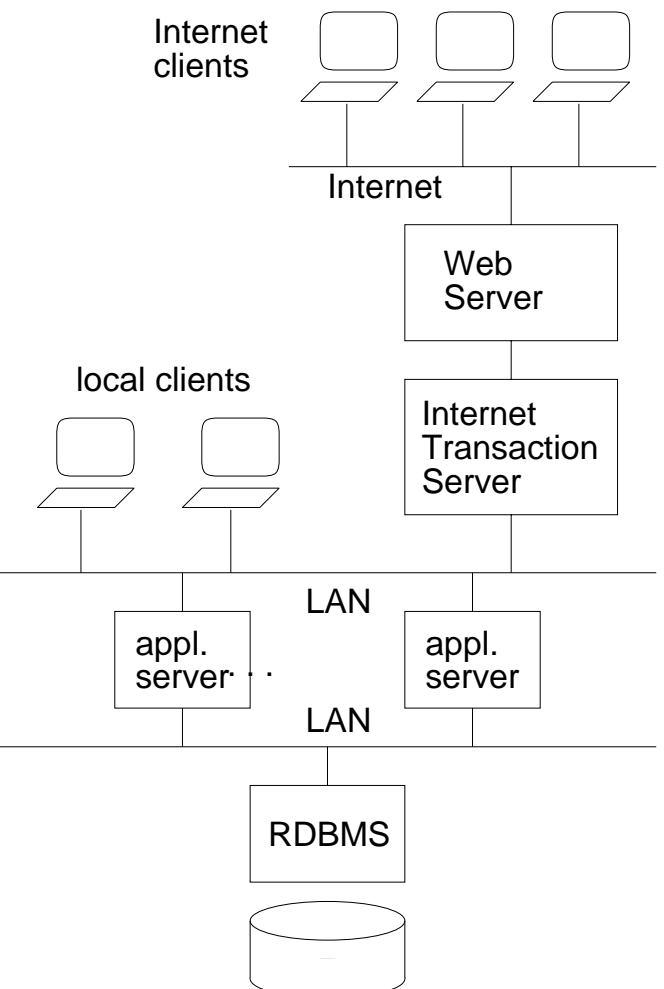 Internet
clients
Internet
Web
Server
local clients
Internet
Transaction
Server
LAN
appl.
server. . .
appl.
server
LAN
RDBMS